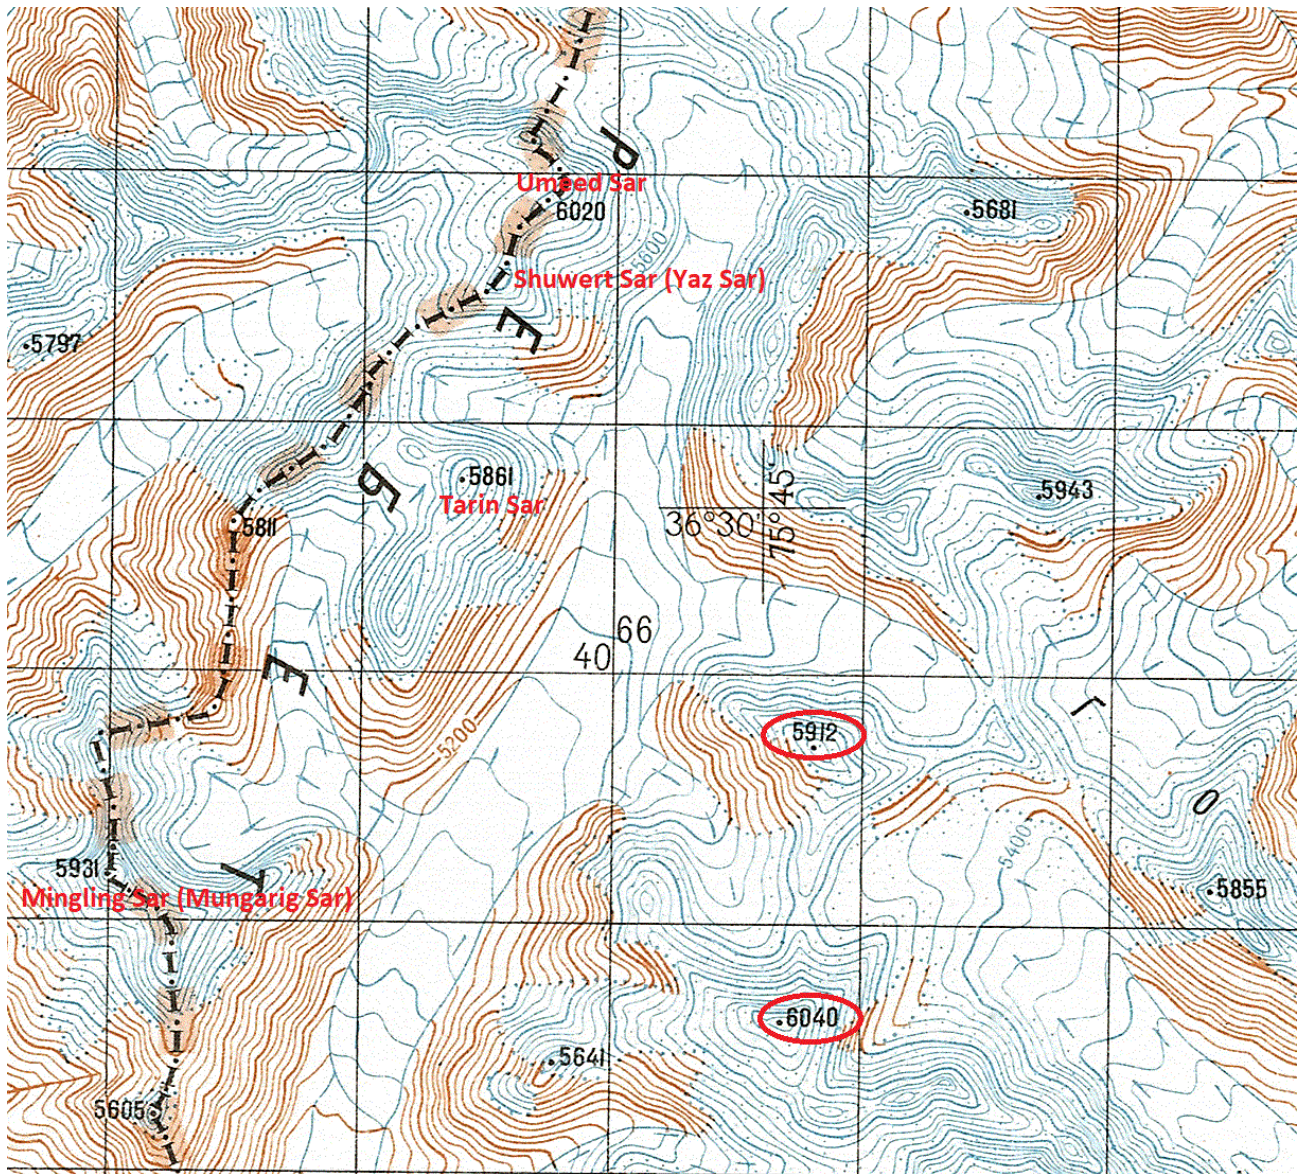 Р
Umeed Sar
6020
5681
5600
Shuwert Sar (Yaz Sar)
Е
5797
5861
Б
5943
Tarin Sar
36°30'
75°45'
5811
66
40
Е
Г
5912
5200
О
5400
5931
Т
5855
Mingling Sar (Mungarig Sar)
6040
5641
5605